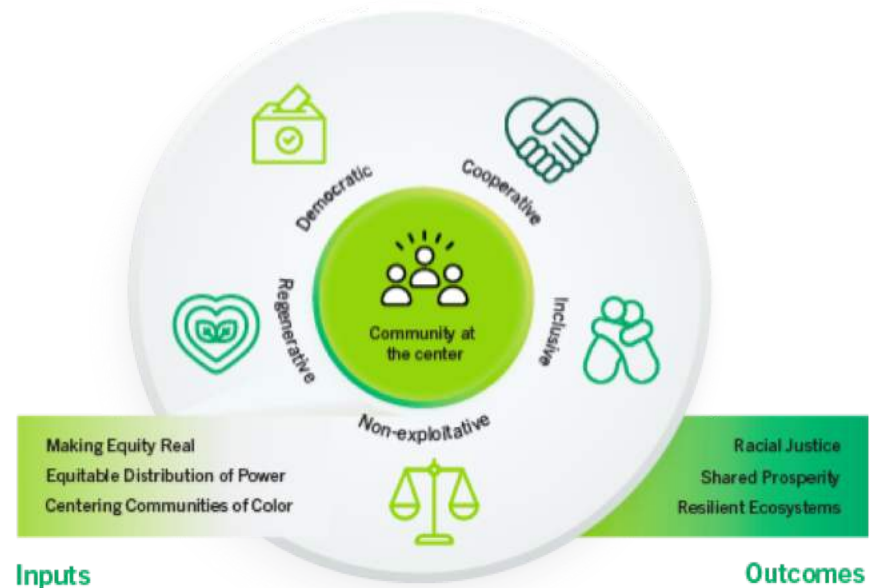 Democratic
Cooperative
Regenerative
Inclusive
Community at
the center
Non-exploitative
Making Equity Real
Equitable Distribution of Power
Centering Communities of Color
Racial Justice
Shared Prosperity
Resilient Ecosystems
Inputs
Outcomes